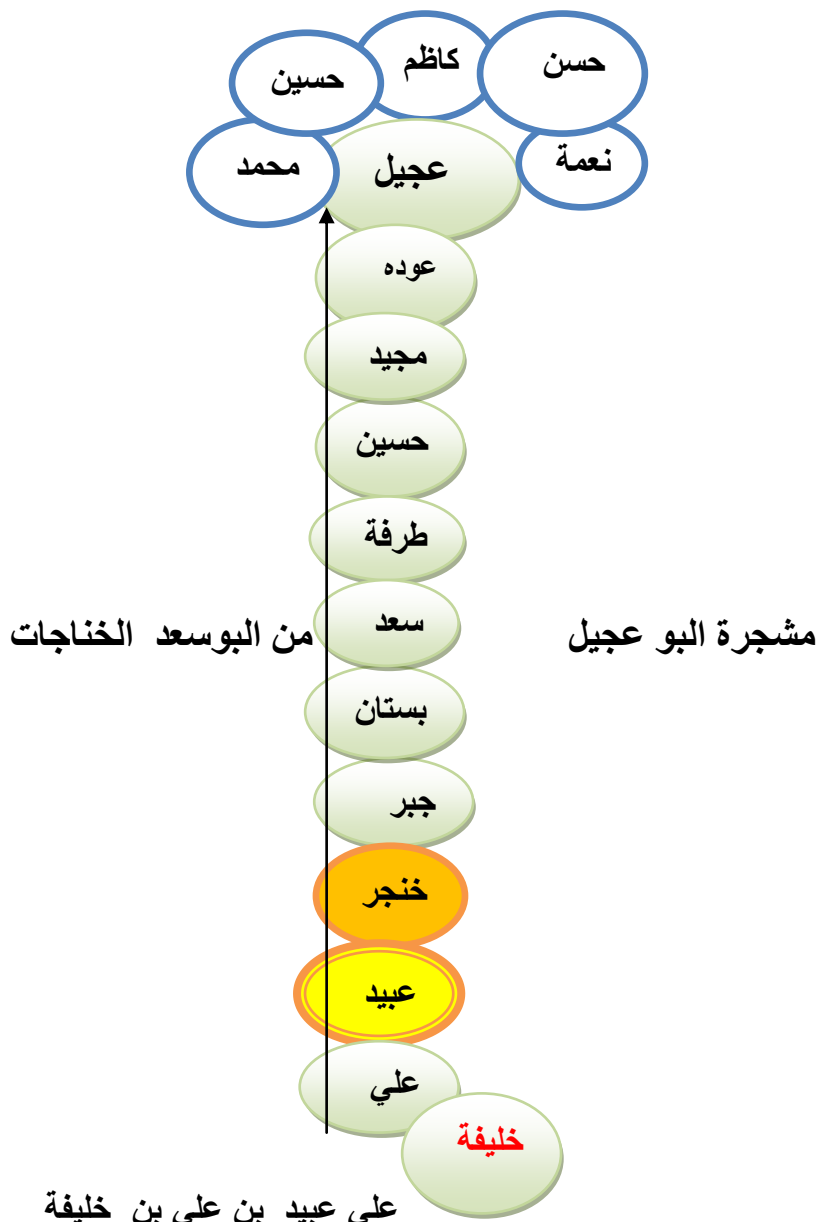 حسن
كاظم
حسين
نعمة
عجيل
محمد
عوده
مجيد
حسين
طرفة
سعد
مشجرة البو عجيل من البوسعد الخناجات
بستان
جبر
خنجر
عبيد
علي
خليفة
علي عبيد بن علي بن خليفة